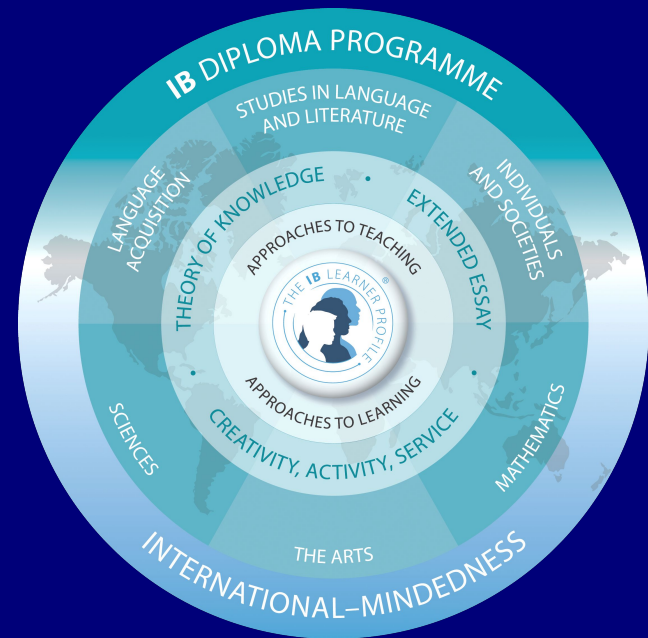 IB DIPLOMA PROGRAMME
STUDIES IN LANGUAGE
AND LITERATURE
LANGUAGE
ACQUISITION
INDIVIDUALS
AND SOCIETIES
THEORY OF KNOWLEDGE
•
EXTENDED ESSAY
APPROACHES TO TEACHING
THE IB LEARNER PROFILE
®
APPROACHES TO LEARNING
•
•
CREATIVITY, ACTIVITY, SERVICE
SCIENCES
MATHEMATICS
THE ARTS
INTERNATIONAL–MINDEDNESS